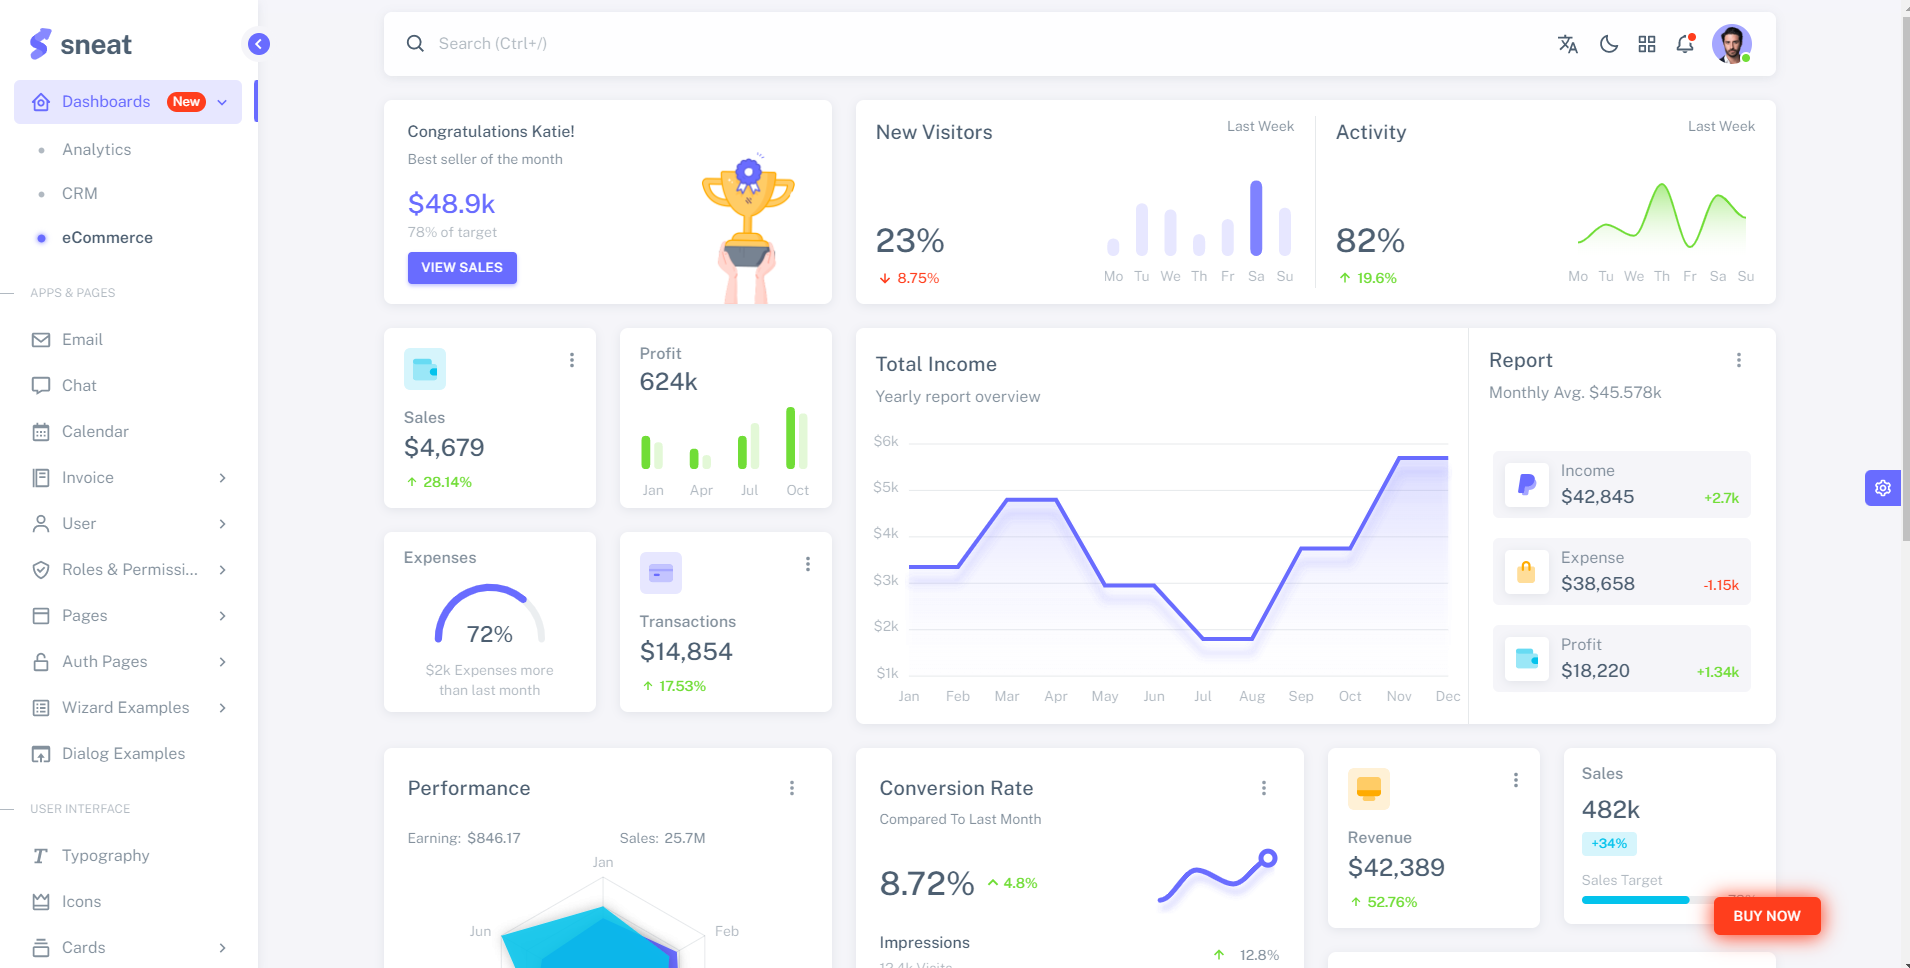 sneat
Dashboards New
Analytics
CRM
eCommerce
APPS & PAGES
Email
Chat
Calendar
Invoice
User
Roles & Permissi...
Pages
Auth Pages
Wizard Examples
Dialog Examples
USER INTERFACE
Typography
Icons
Cards
Search (Ctrl+/)
Congratulations Katie!
Best seller of the month
$48.9k
78% of target
VIEW SALES
New Visitors
Last Week
23%
8.75%
Mo Tu We Th Fr Sa Su
Activity
Last Week
82%
19.6%
Mo Tu We Th Fr Sa Su
Sales
$4,679
28.14%
Profit
624k
Jan Apr Jul Oct
Expenses
72%
$2k Expenses more
than last month
Transactions
$14,854
17.53%
Total Income
Yearly report overview
$6k
$5k
$4k
$3k
$2k
$1k
Jan Feb Mar Apr May Jun Jul Aug Sep Oct Nov Dec
Report
Monthly Avg. $45.578k
Income
$42,845 +2.7k
Expense
$38,658 -1.15k
Profit
$18,220 +1.34k
Performance
Earning: $846.17 Sales: 25.7M
Jan
Jun Feb
Conversion Rate
Compared To Last Month
8.72% 4.8%
Impressions
12.8%
Revenue
$42,389
52.76%
Sales
482k
+34%
Sales Target
BUY NOW